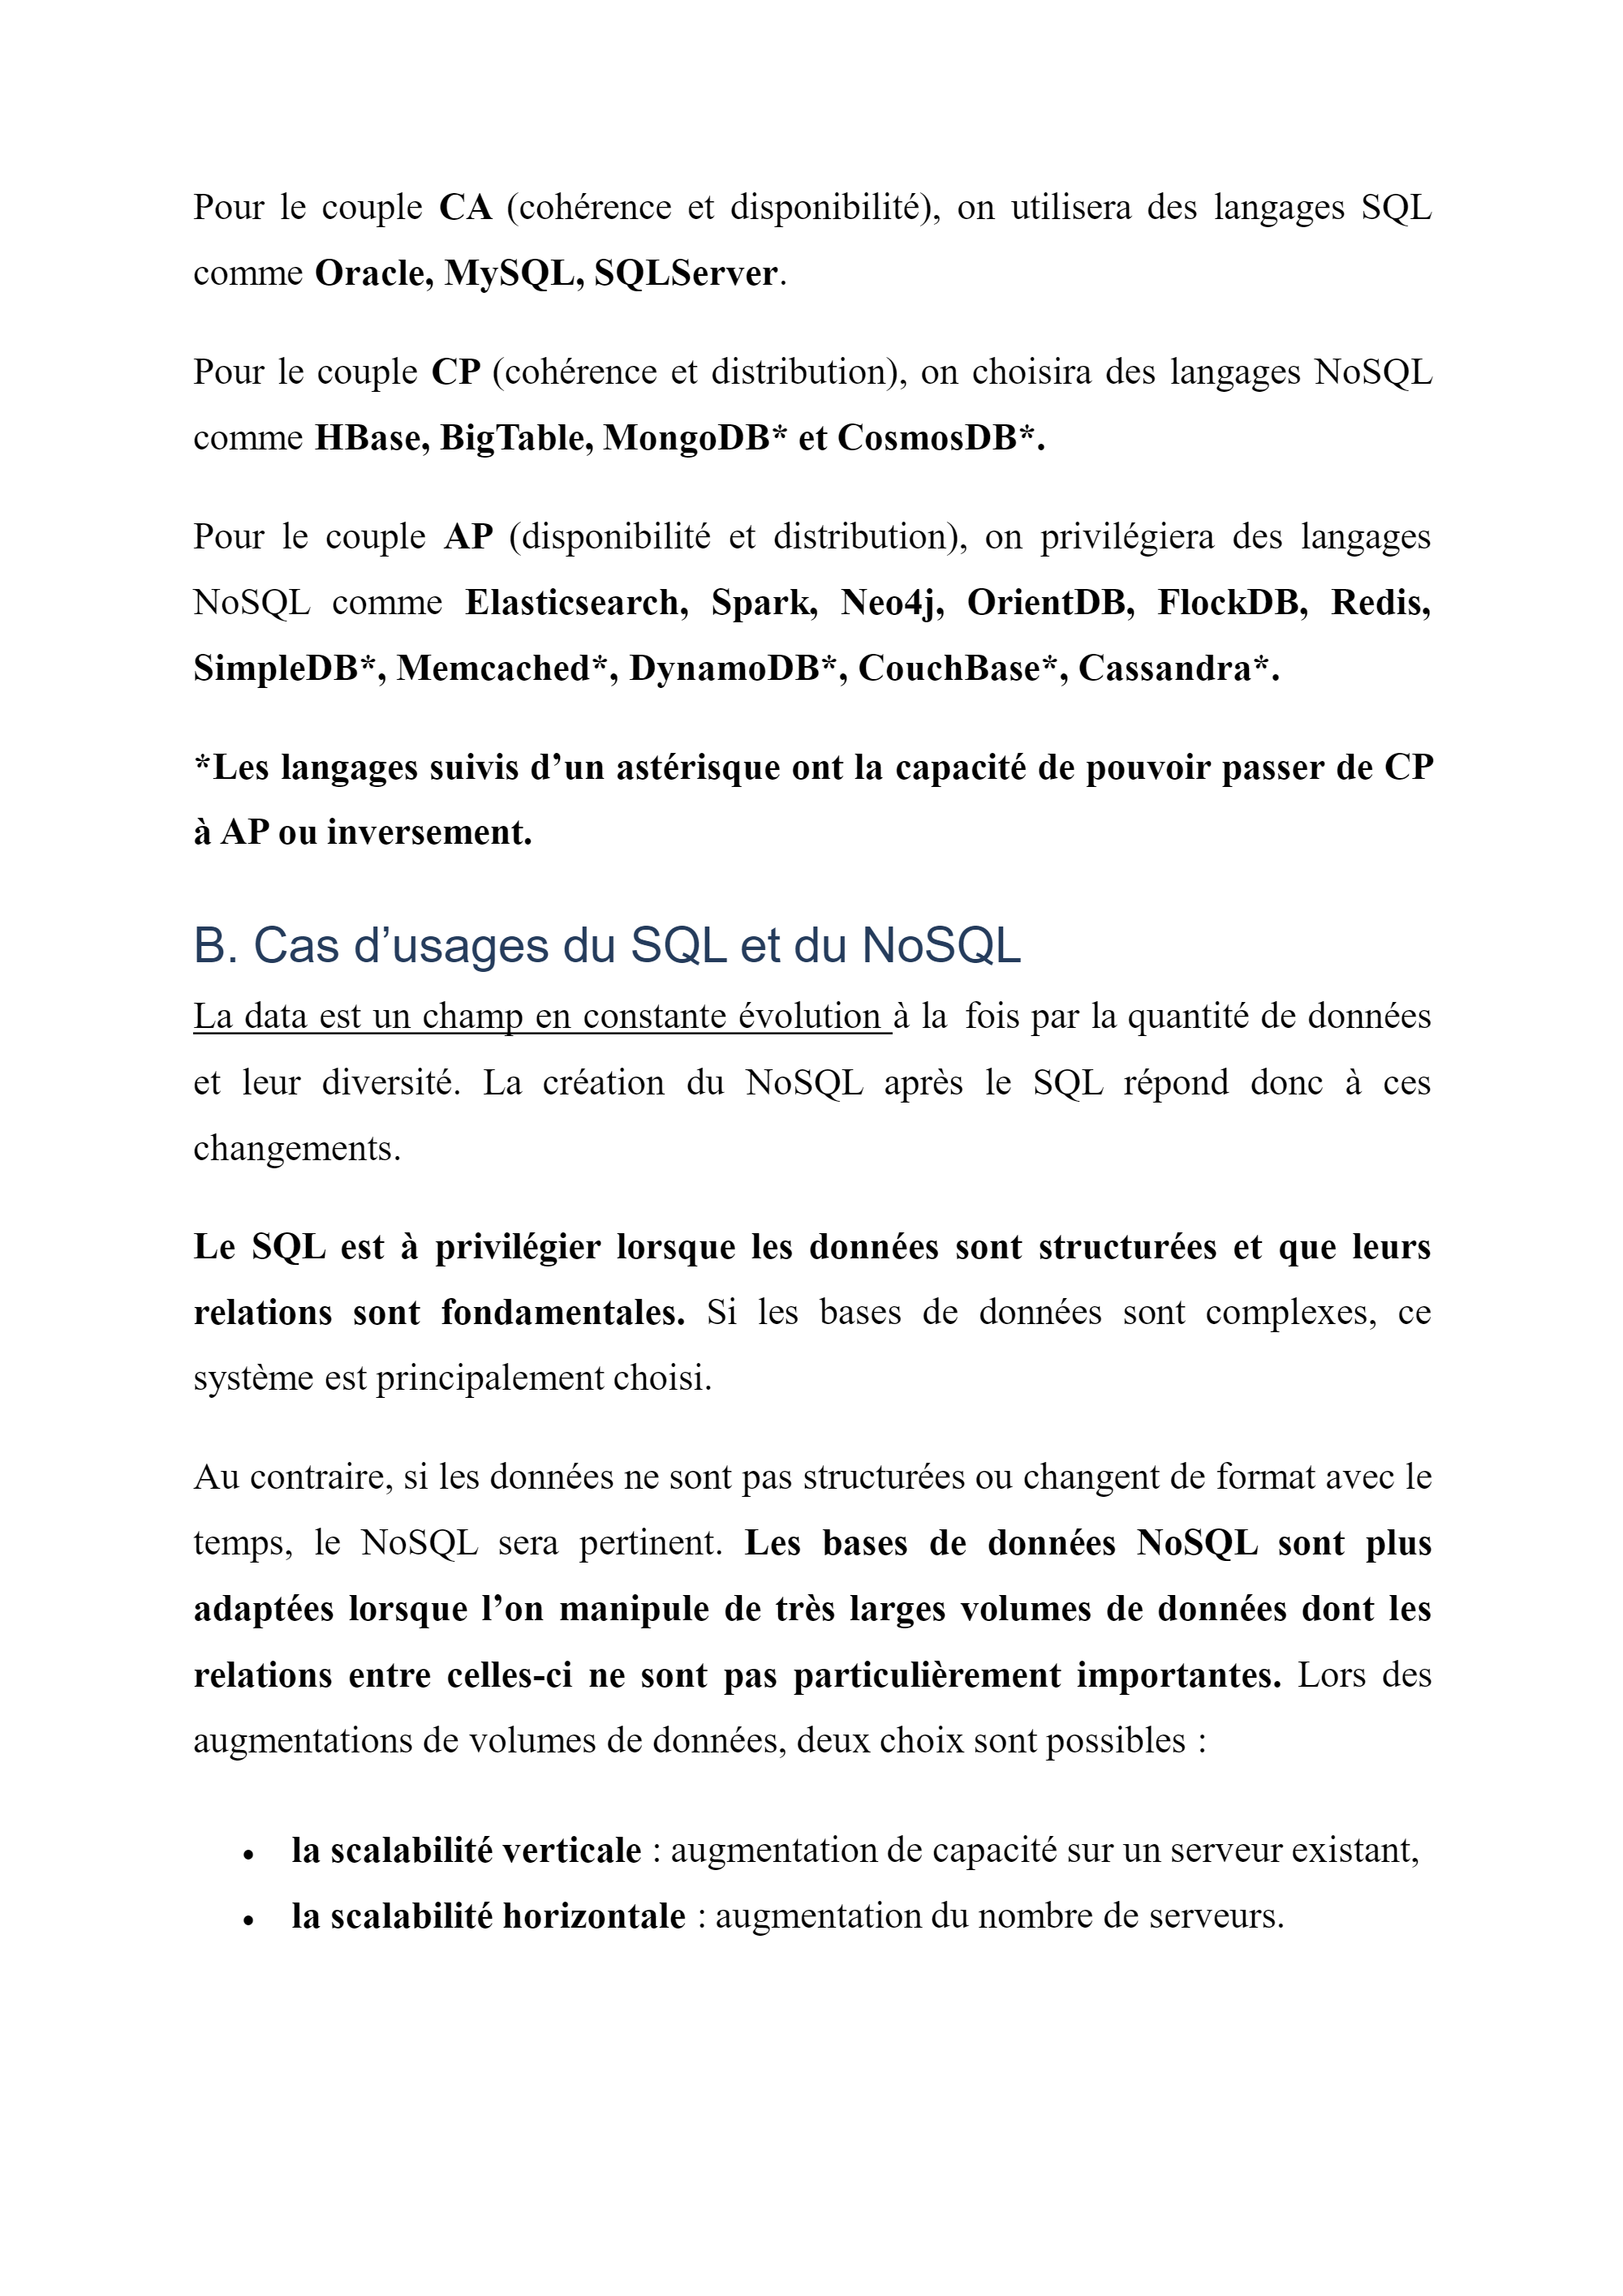 Pour le couple CA (cohérence et disponibilité), on utilisera des langages SQL
comme Oracle, MySQL, SQLServer.
Pour le couple CP (cohérence et distribution), on choisira des langages NoSQL
comme HBase, BigTable, MongoDB* et CosmosDB*.
Pour le couple AP (disponibilité et distribution), on privilégiera des langages
NoSQL comme Elasticsearch, Spark, Neo4j, OrientDB, FlockDB, Redis,
SimpleDB*, Memcached*, DynamoDB*, CouchBase*, Cassandra*.
*Les langages suivis d’un astérisque ont la capacité de pouvoir passer de CP
à AP ou inversement.
B. Cas d’usages du SQL et du NoSQL
La data est un champ en constante évolution à la fois par la quantité de données
et leur diversité. La création du NoSQL après le SQL répond donc à ces
changements.
Le SQL est à privilégier lorsque les données sont structurées et que leurs
relations sont fondamentales. Si les bases de données sont complexes, ce
système est principalement choisi.
Au contraire, si les données ne sont pas structurées ou changent de format avec le
temps, le NoSQL sera pertinent. Les bases de données NoSQL sont plus
adaptées lorsque l’on manipule de très larges volumes de données dont les
relations entre celles-ci ne sont pas particulièrement importantes. Lors des
augmentations de volumes de données, deux choix sont possibles :
• la scalabilité verticale : augmentation de capacité sur un serveur existant,
• la scalabilité horizontale : augmentation du nombre de serveurs.